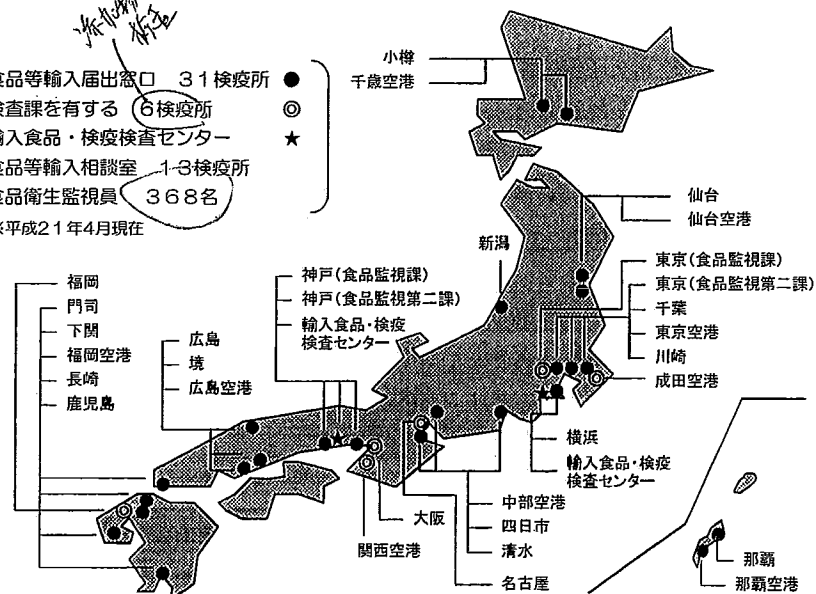 品等輸入届出窓口 31検疫所 ●
査課を有する 6検疫所 ◎
入食品・検疫検査センター ★
品等輸入相談室 13検疫所
品衛生監視員 368名
※平成21年4月現在
小樽
千歳空港
仙台
仙台空港
新潟
東京(食品監視課)
東京(食品監視第二課)
千葉
東京空港
川崎
成田空港
福岡
門司
下関
福岡空港
長崎
鹿児島
神戸(食品監視課)
神戸(食品監視第二課)
輸入食品・検疫
検査センター
広島
境
広島空港
横浜
輸入食品・検疫
検査センター
中部空港
四日市
清水
名古屋
大阪
関西空港
那覇
那覇空港